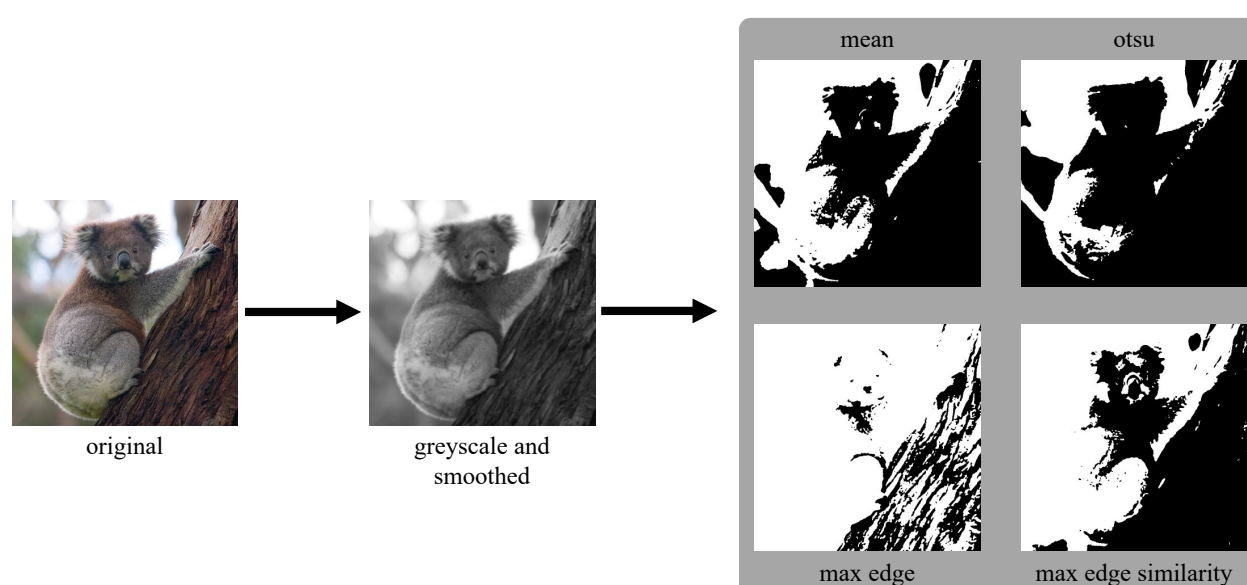 mean
otsu
original
greyscale and
smoothed
max edge
max edge similarity